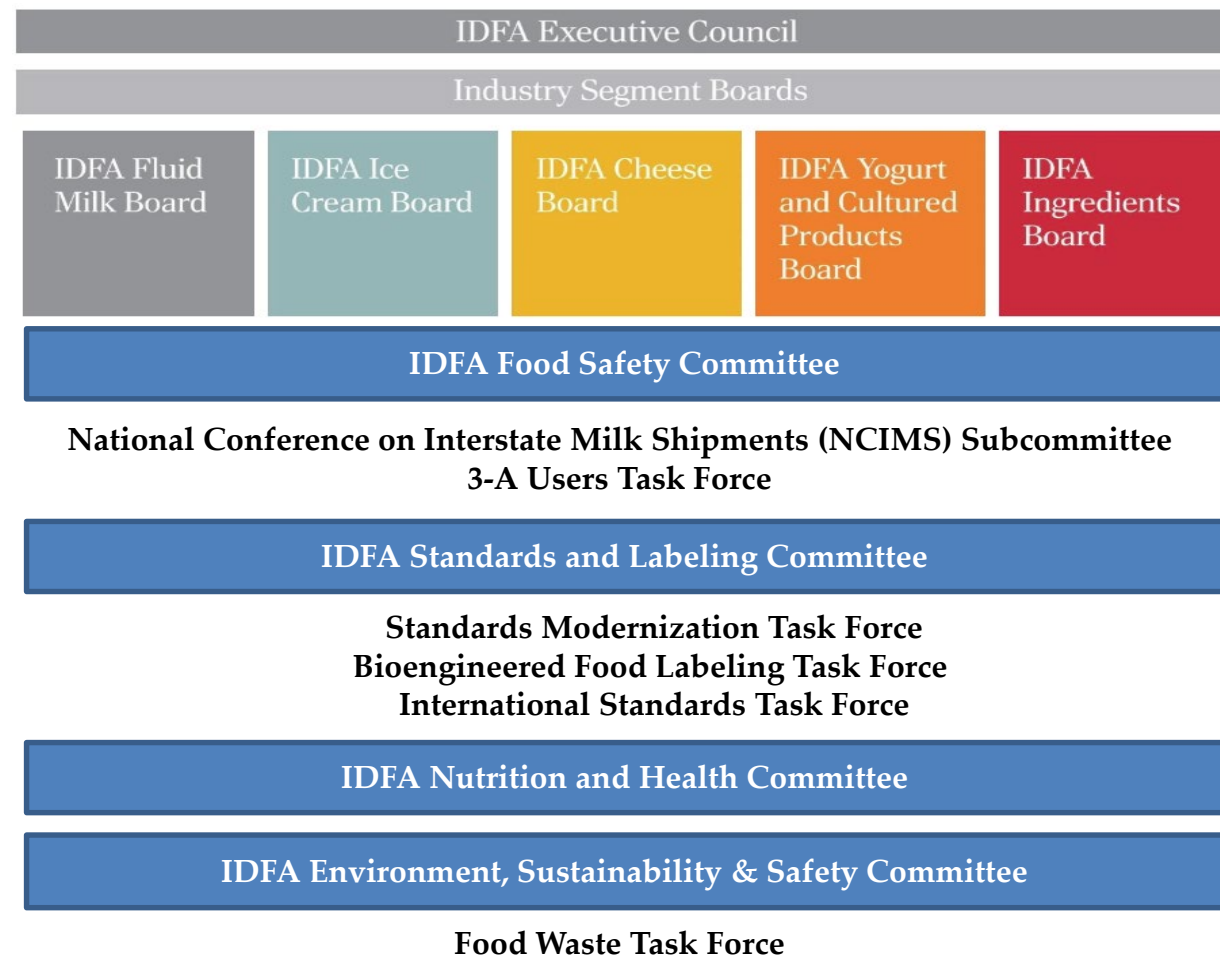 IDFA Executive Council
Industry Segment Boards
IDFA Fluid
Milk Board
IDFA Ice
Cream Board
IDFA Cheese
Board
IDFA Yogurt
and Cultured
Products
Board
IDFA
Ingredients
Board
IDFA Food Safety Committee
National Conference on Interstate Milk Shipments (NCIMS) Subcommittee
3-A Users Task Force
IDFA Standards and Labeling Committee
Standards Modernization Task Force
Bioengineered Food Labeling Task Force
International Standards Task Force
IDFA Nutrition and Health Committee
IDFA Environment, Sustainability & Safety Committee
Food Waste Task Force